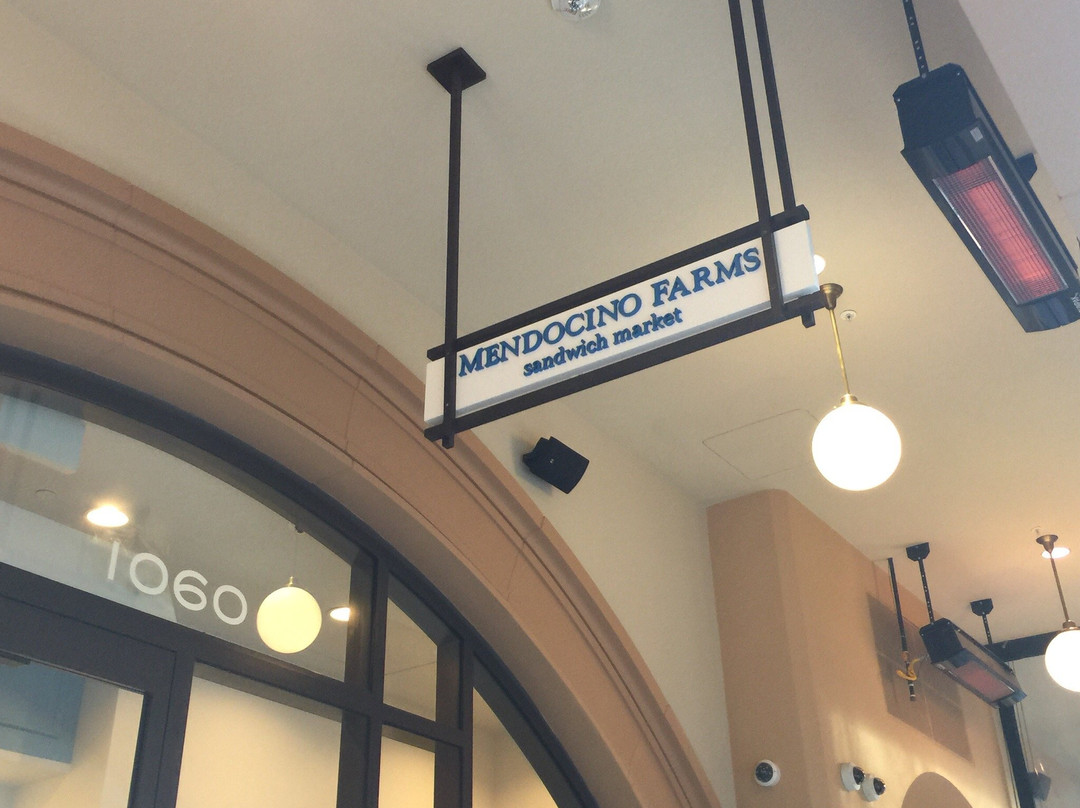 MENDOCINO FARMS
sandwich market
1060